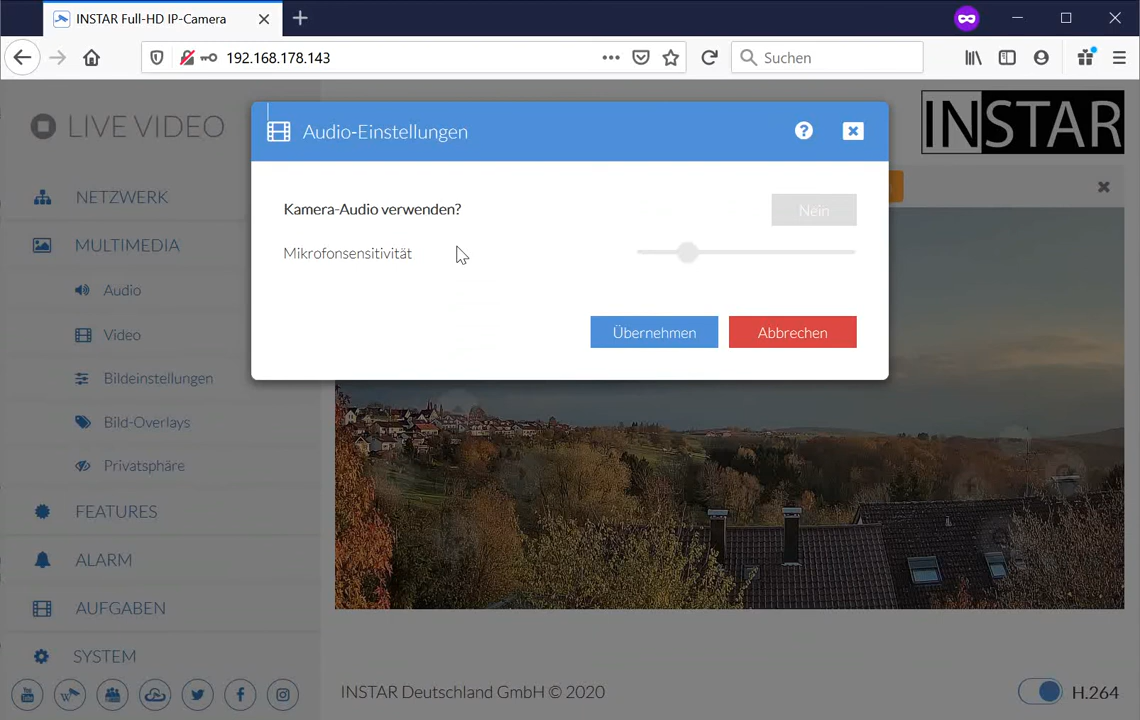 INSTAR Full-HD IP-Camera
192.168.178.143
Suchen
LIVE VIDEO
INSTAR
NETZWERK
MULTIMEDIA
Audio
Video
Bildeinstellungen
Bild-Overlays
Privatsphäre
FEATURES
ALARM
AUFGABEN
SYSTEM
Audio-Einstellungen
Kamera-Audio verwenden?
Nein
Mikrofonsensitivität
Übernehmen
Abbrechen
INSTAR Deutschland GmbH © 2020
H.264